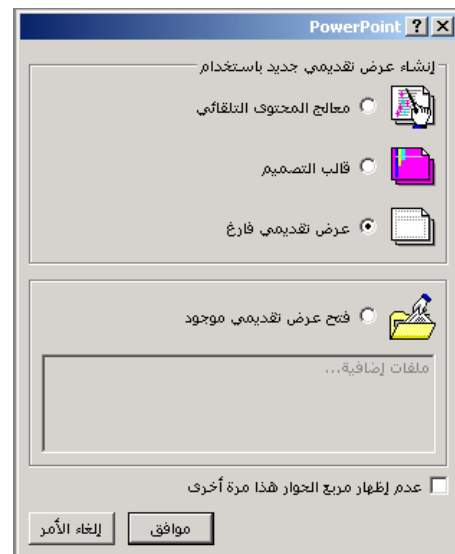 PowerPoint
إنشاء عرض تقديمي جديد باستخدام
معالج المحتوى التلقائي
قالب التصميم
عرض تقديمي فارغ
فتح عرض تقديمي موجود
ملفات إضافية...
عدم إظهار مربع الحوار هذا مرة أخرى
موافق إلغاء الأمر